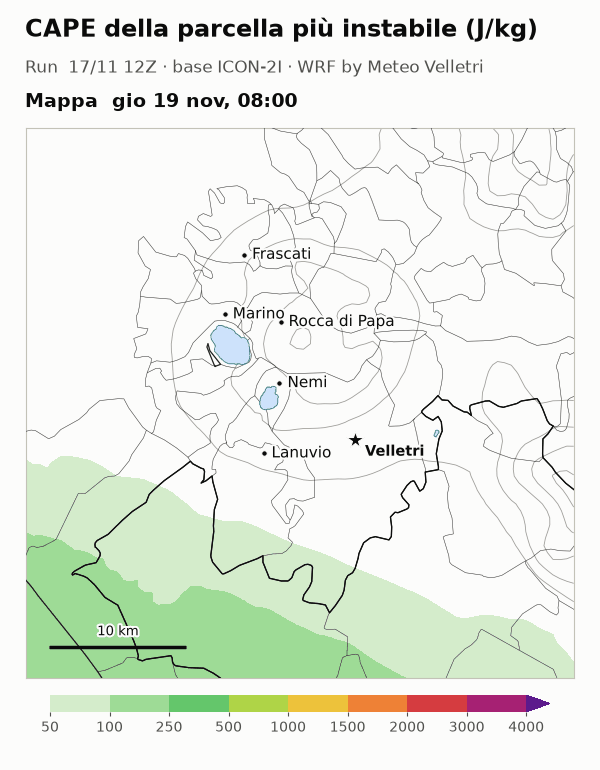 CAPE della parcella più instabile (J/kg)
Run 17/11 12Z · base ICON-2I · WRF by Meteo Velletri
Mappa gio 19 nov, 08:00
Frascati
Marino
Rocca di Papa
Nemi
Velletri
Lanuvio
10 km
50 100 250 500 1000 1500 2000 3000 4000